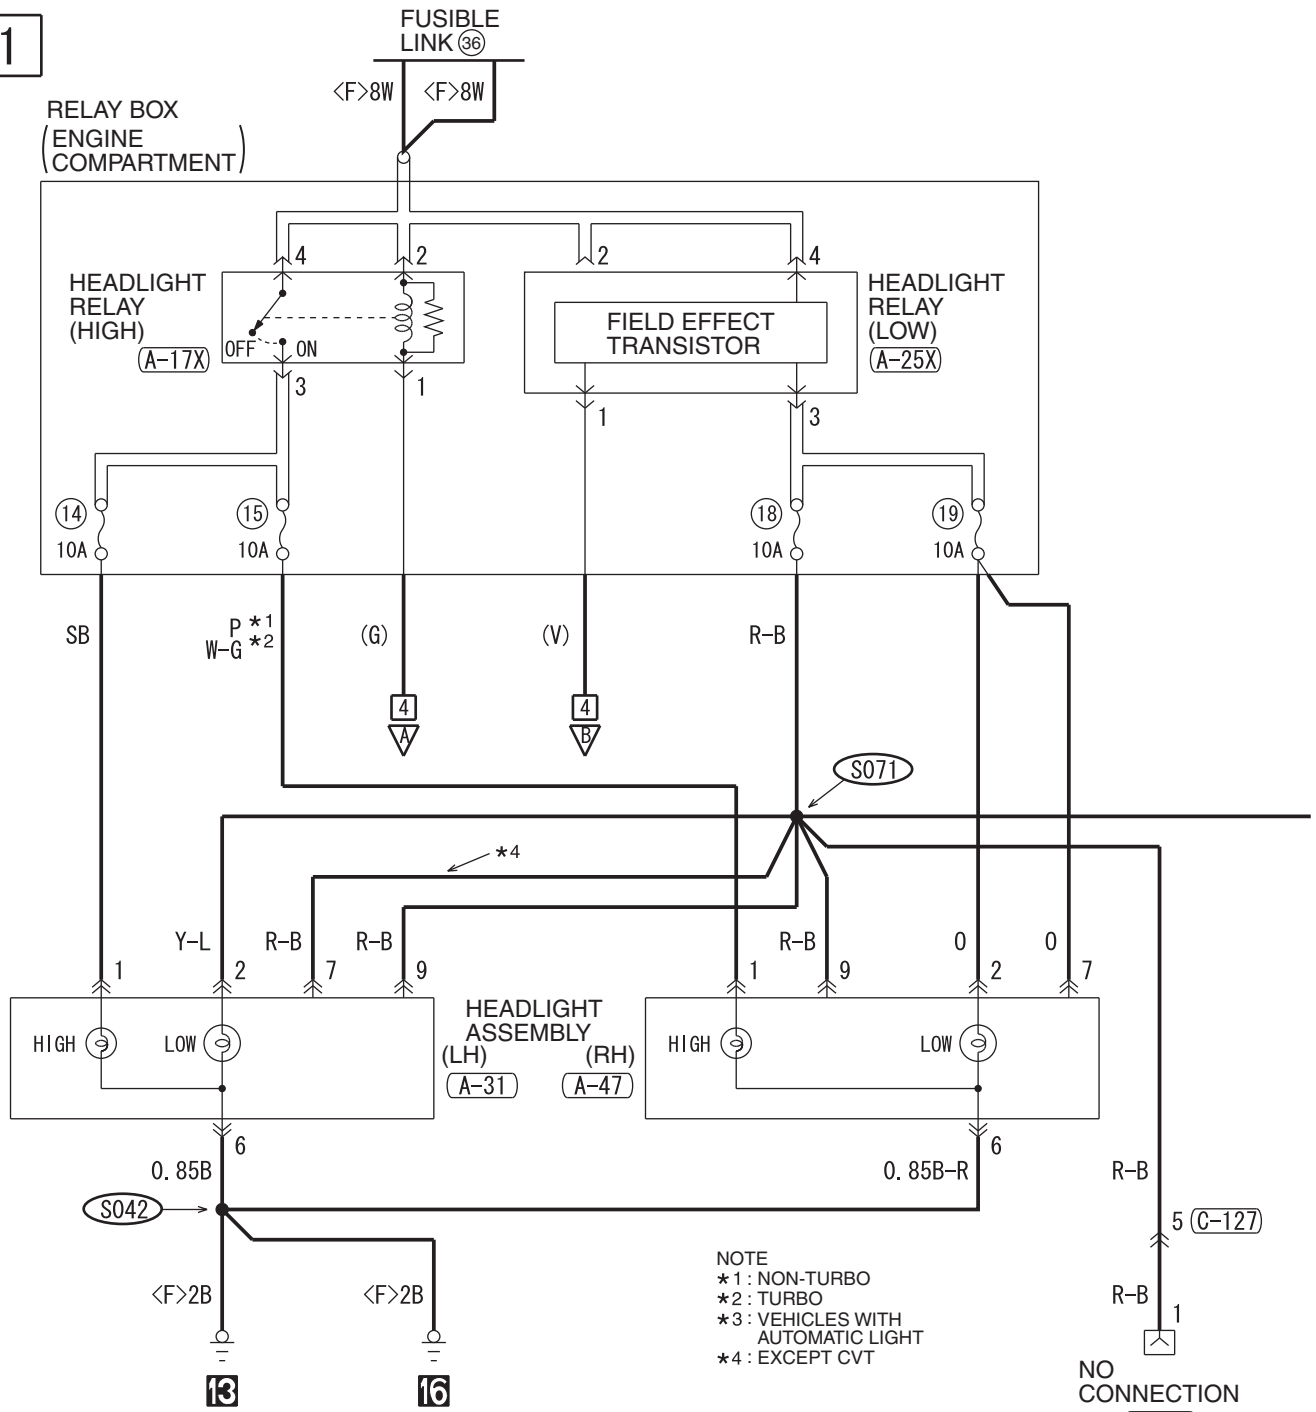 1
FUSIBLE
LINK 36
<F>8W <F>8W
RELAY BOX
(ENGINE
COMPARTMENT)
4 2 2 4
HEADLIGHT
RELAY
(HIGH)
A-17X
OFF ON
FIELD EFFECT
TRANSISTOR
HEADLIGHT
RELAY
(LOW)
A-25X
3 1 1 3
14 15 18 19
10A 10A 10A 10A
SB P *1
W-G *2
(G) (V) R-B
4 4
A B
S071
*4
Y-L R-B R-B R-B O O
1 2 7 9 1 9 2 7
HIGH LOW
HEADLIGHT
ASSEMBLY
(LH) (RH)
A-31 A-47
HIGH LOW
6 6
0.85B 0.85B-R R-B
S042
5 C-127
<F>2B <F>2B
R-B 1
13 16
NOTE
*1 : NON-TURBO
*2 : TURBO
*3 : VEHICLES WITH
AUTOMATIC LIGHT
*4 : EXCEPT CVT
NO
CONNECTION